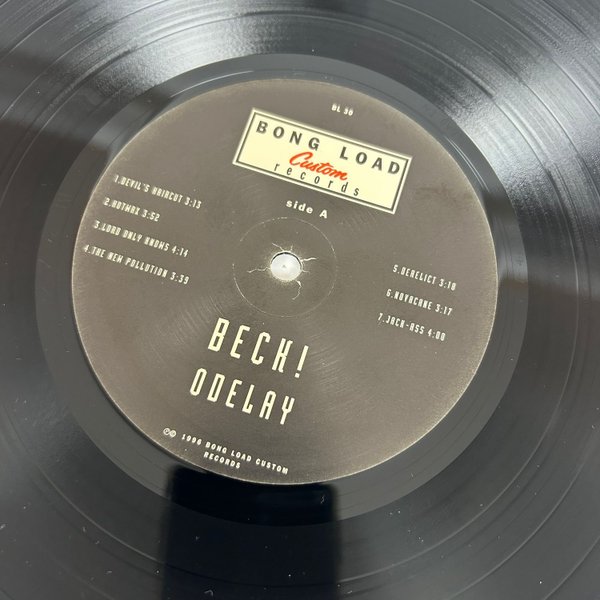 BL 30
BONG LOAD
Custom
records
side A
1.DEVIL'S HAIRCUT 3:13
2.HOTWAX 3:52
3.LORD ONLY KNOWS 4:14
4.THE NEW POLLUTION 3:39
5.DERELICT 3:10
6.NOVACANE 3:17
7.JACK-ASS 4:00
BECK!
ODELAY
℗© 1996 BONG LOAD CUSTOM
RECORDS